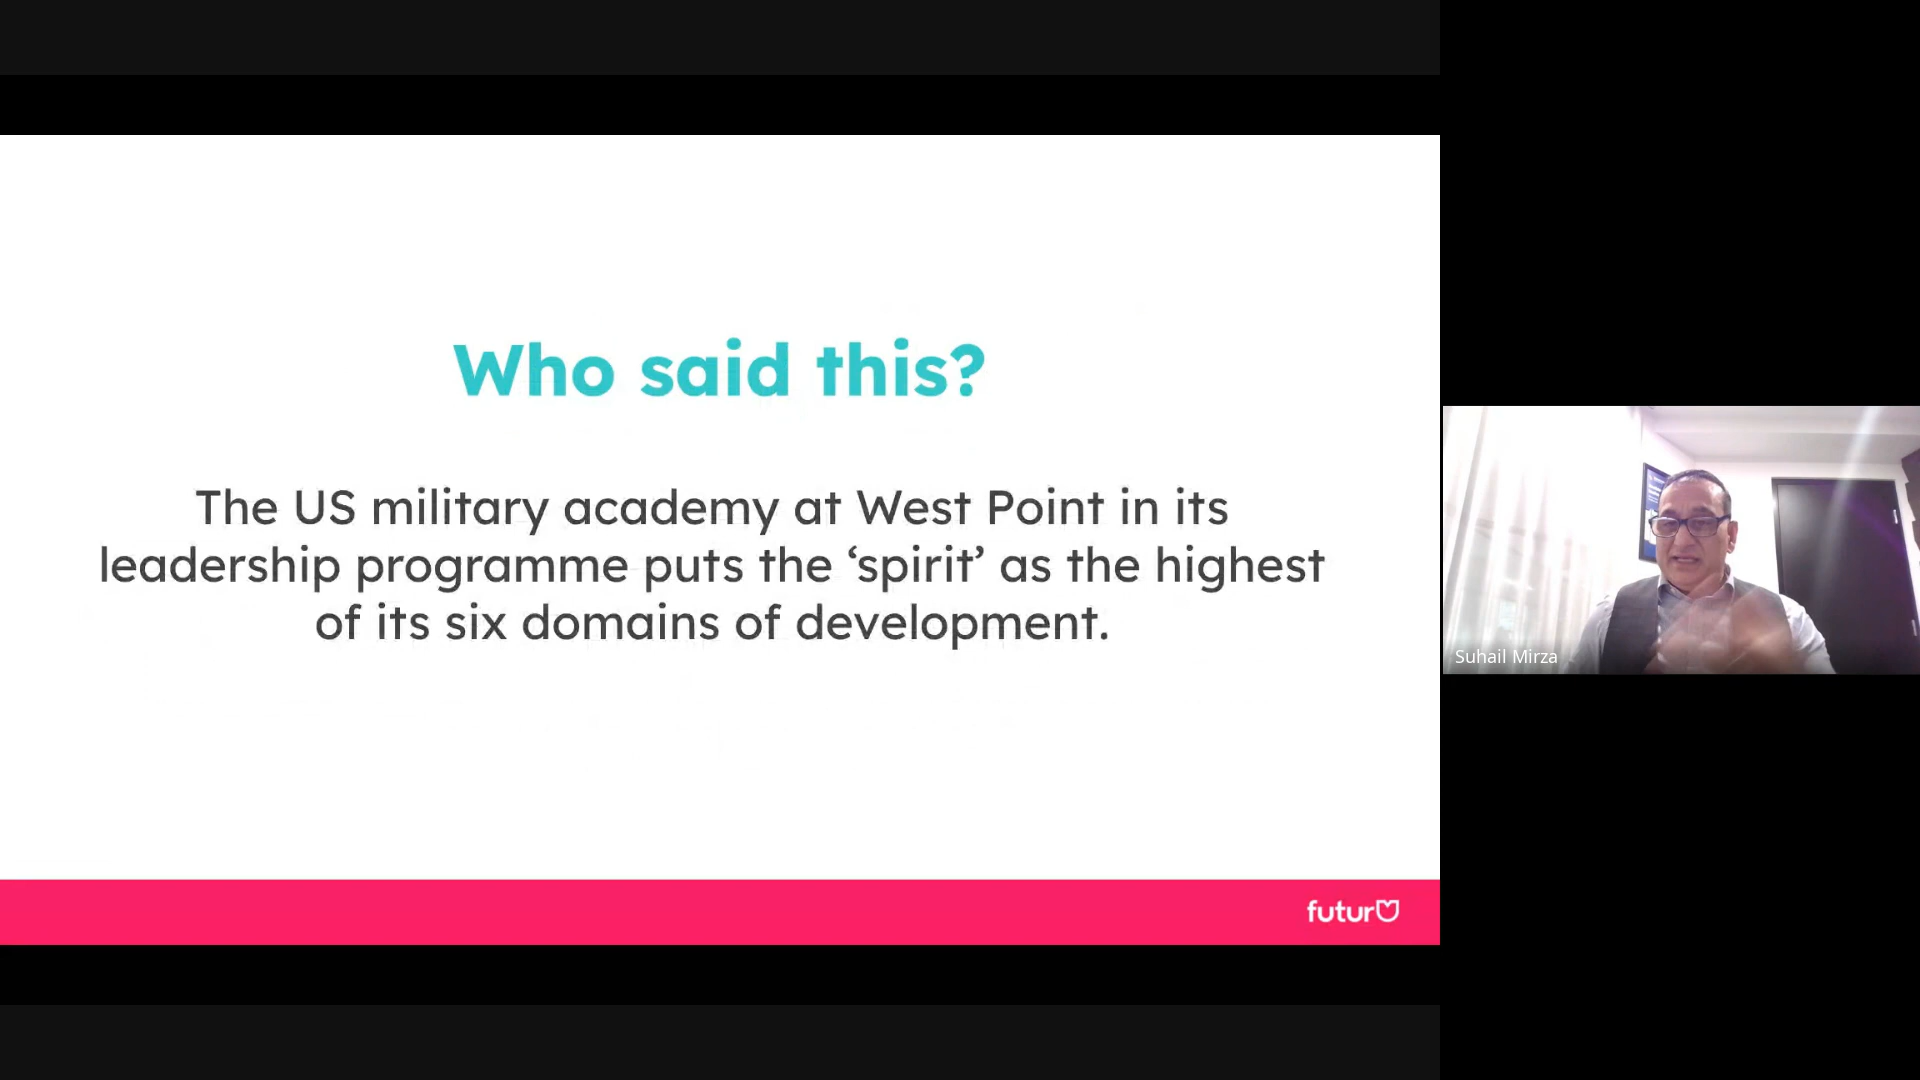 Who said this?
The US military academy at West Point in its
leadership programme puts the ‘spirit’ as the highest
of its six domains of development.
futurU
Suhail Mirza